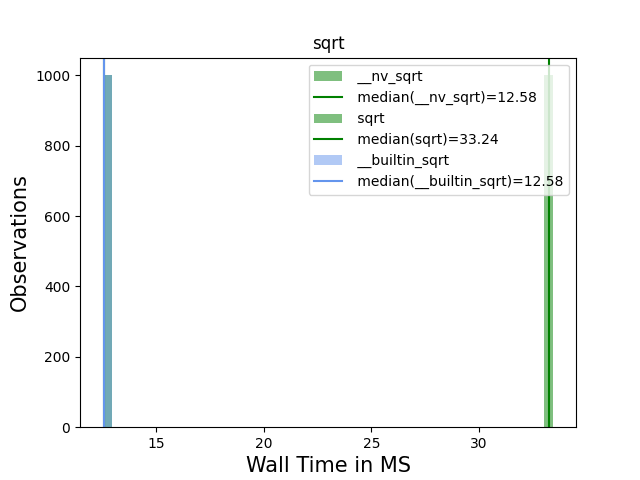 sqrt
1000
800
600
400
200
0
Observations
__nv_sqrt
median(__nv_sqrt)=12.58
sqrt
median(sqrt)=33.24
__builtin_sqrt
median(__builtin_sqrt)=12.58
15 20 25 30
Wall Time in MS